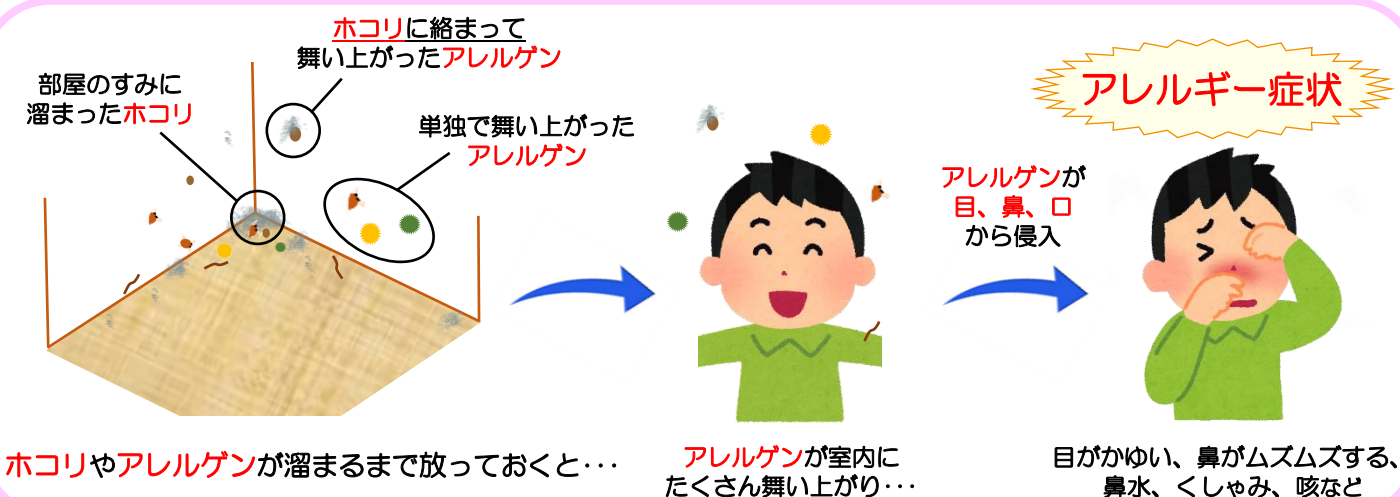 ホコリに絡まって
舞い上がったアレルゲン
部屋のすみに
溜まったホコリ
単独で舞い上がった
アレルゲン
ホコリやアレルゲンが溜まるまで放っておくと･･･
アレルゲンが室内に
たくさん舞い上がり･･･
アレルゲンが
目、鼻、口
から侵入
アレルギー症状
目がかゆい、鼻がムズムズする、
鼻水、くしゃみ、咳など